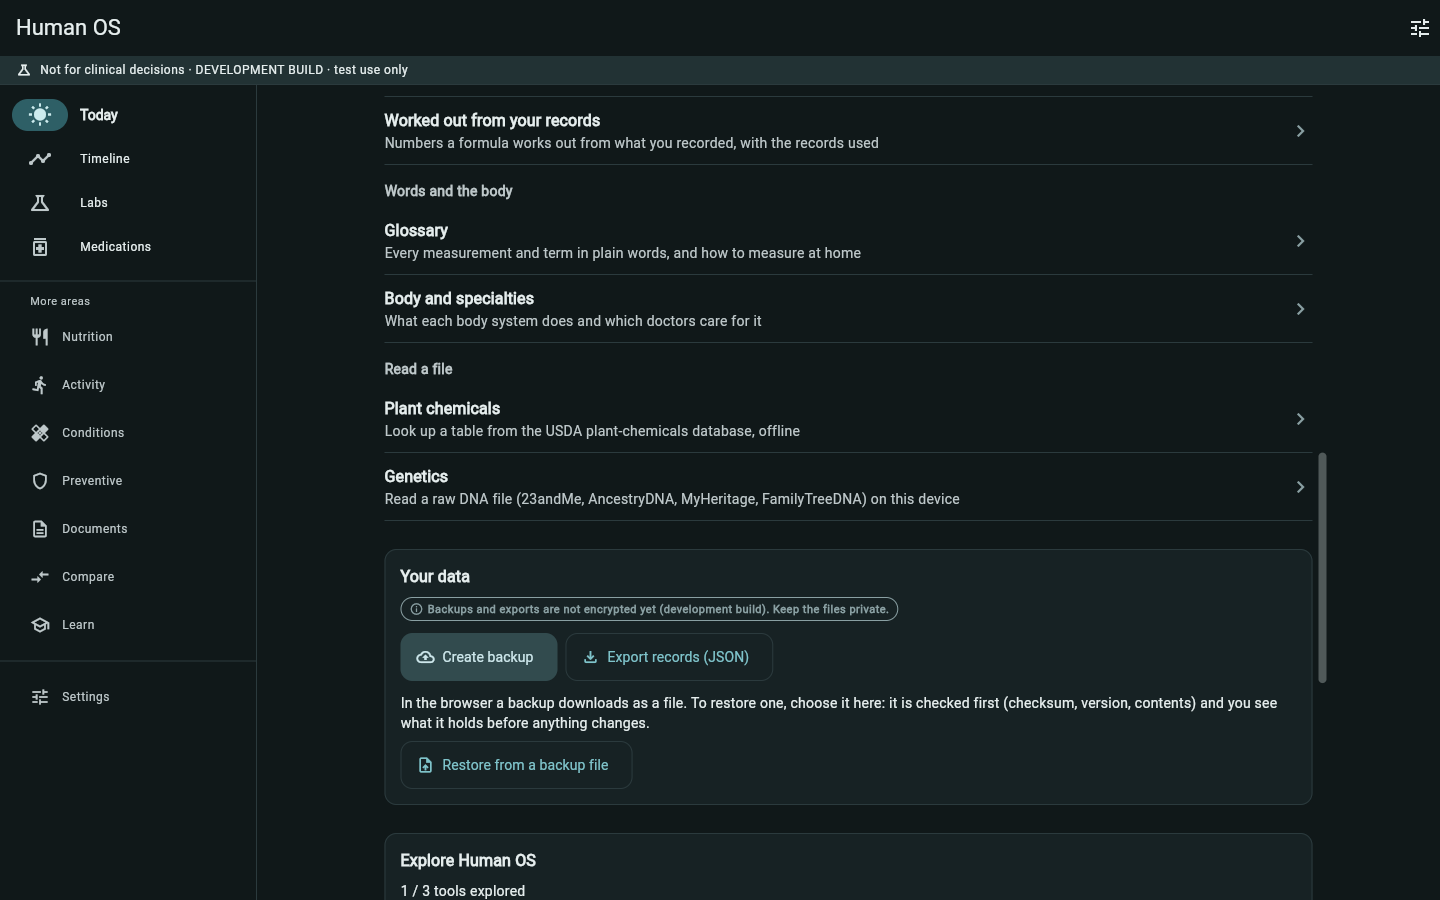 Human OS
Not for clinical decisions · DEVELOPMENT BUILD · test use only
Today
Timeline
Labs
Medications
More areas
Nutrition
Activity
Conditions
Preventive
Documents
Compare
Learn
Settings
Worked out from your records
Numbers a formula works out from what you recorded, with the records used
Words and the body
Glossary
Every measurement and term in plain words, and how to measure at home
Body and specialties
What each body system does and which doctors care for it
Read a file
Plant chemicals
Look up a table from the USDA plant-chemicals database, offline
Genetics
Read a raw DNA file (23andMe, AncestryDNA, MyHeritage, FamilyTreeDNA) on this device
Your data
Backups and exports are not encrypted yet (development build). Keep the files private.
Create backup
Export records (JSON)
In the browser a backup downloads as a file. To restore one, choose it here: it is checked first (checksum, version, contents) and you see
what it holds before anything changes.
Restore from a backup file
Explore Human OS
1 / 3 tools explored